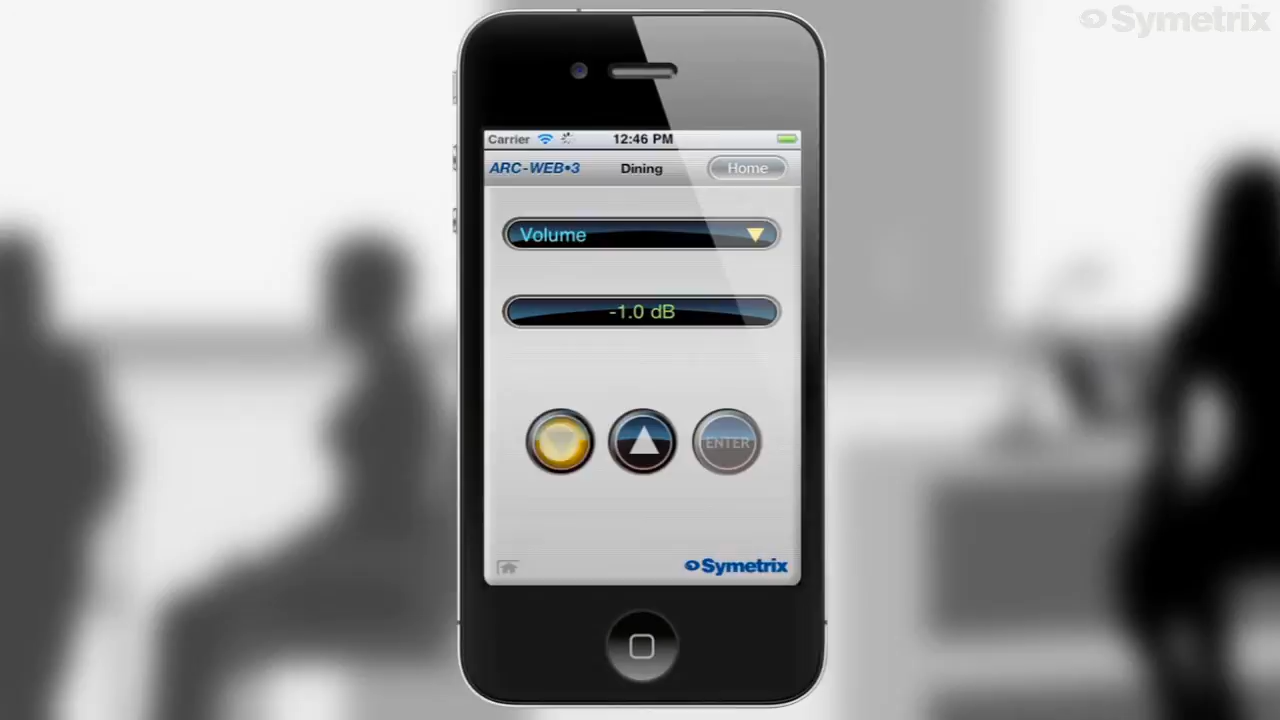 Symetrix
Carrier 12:46 PM
ARC-WEB•3 Dining Home
Volume
-1.0 dB
ENTER
Symetrix